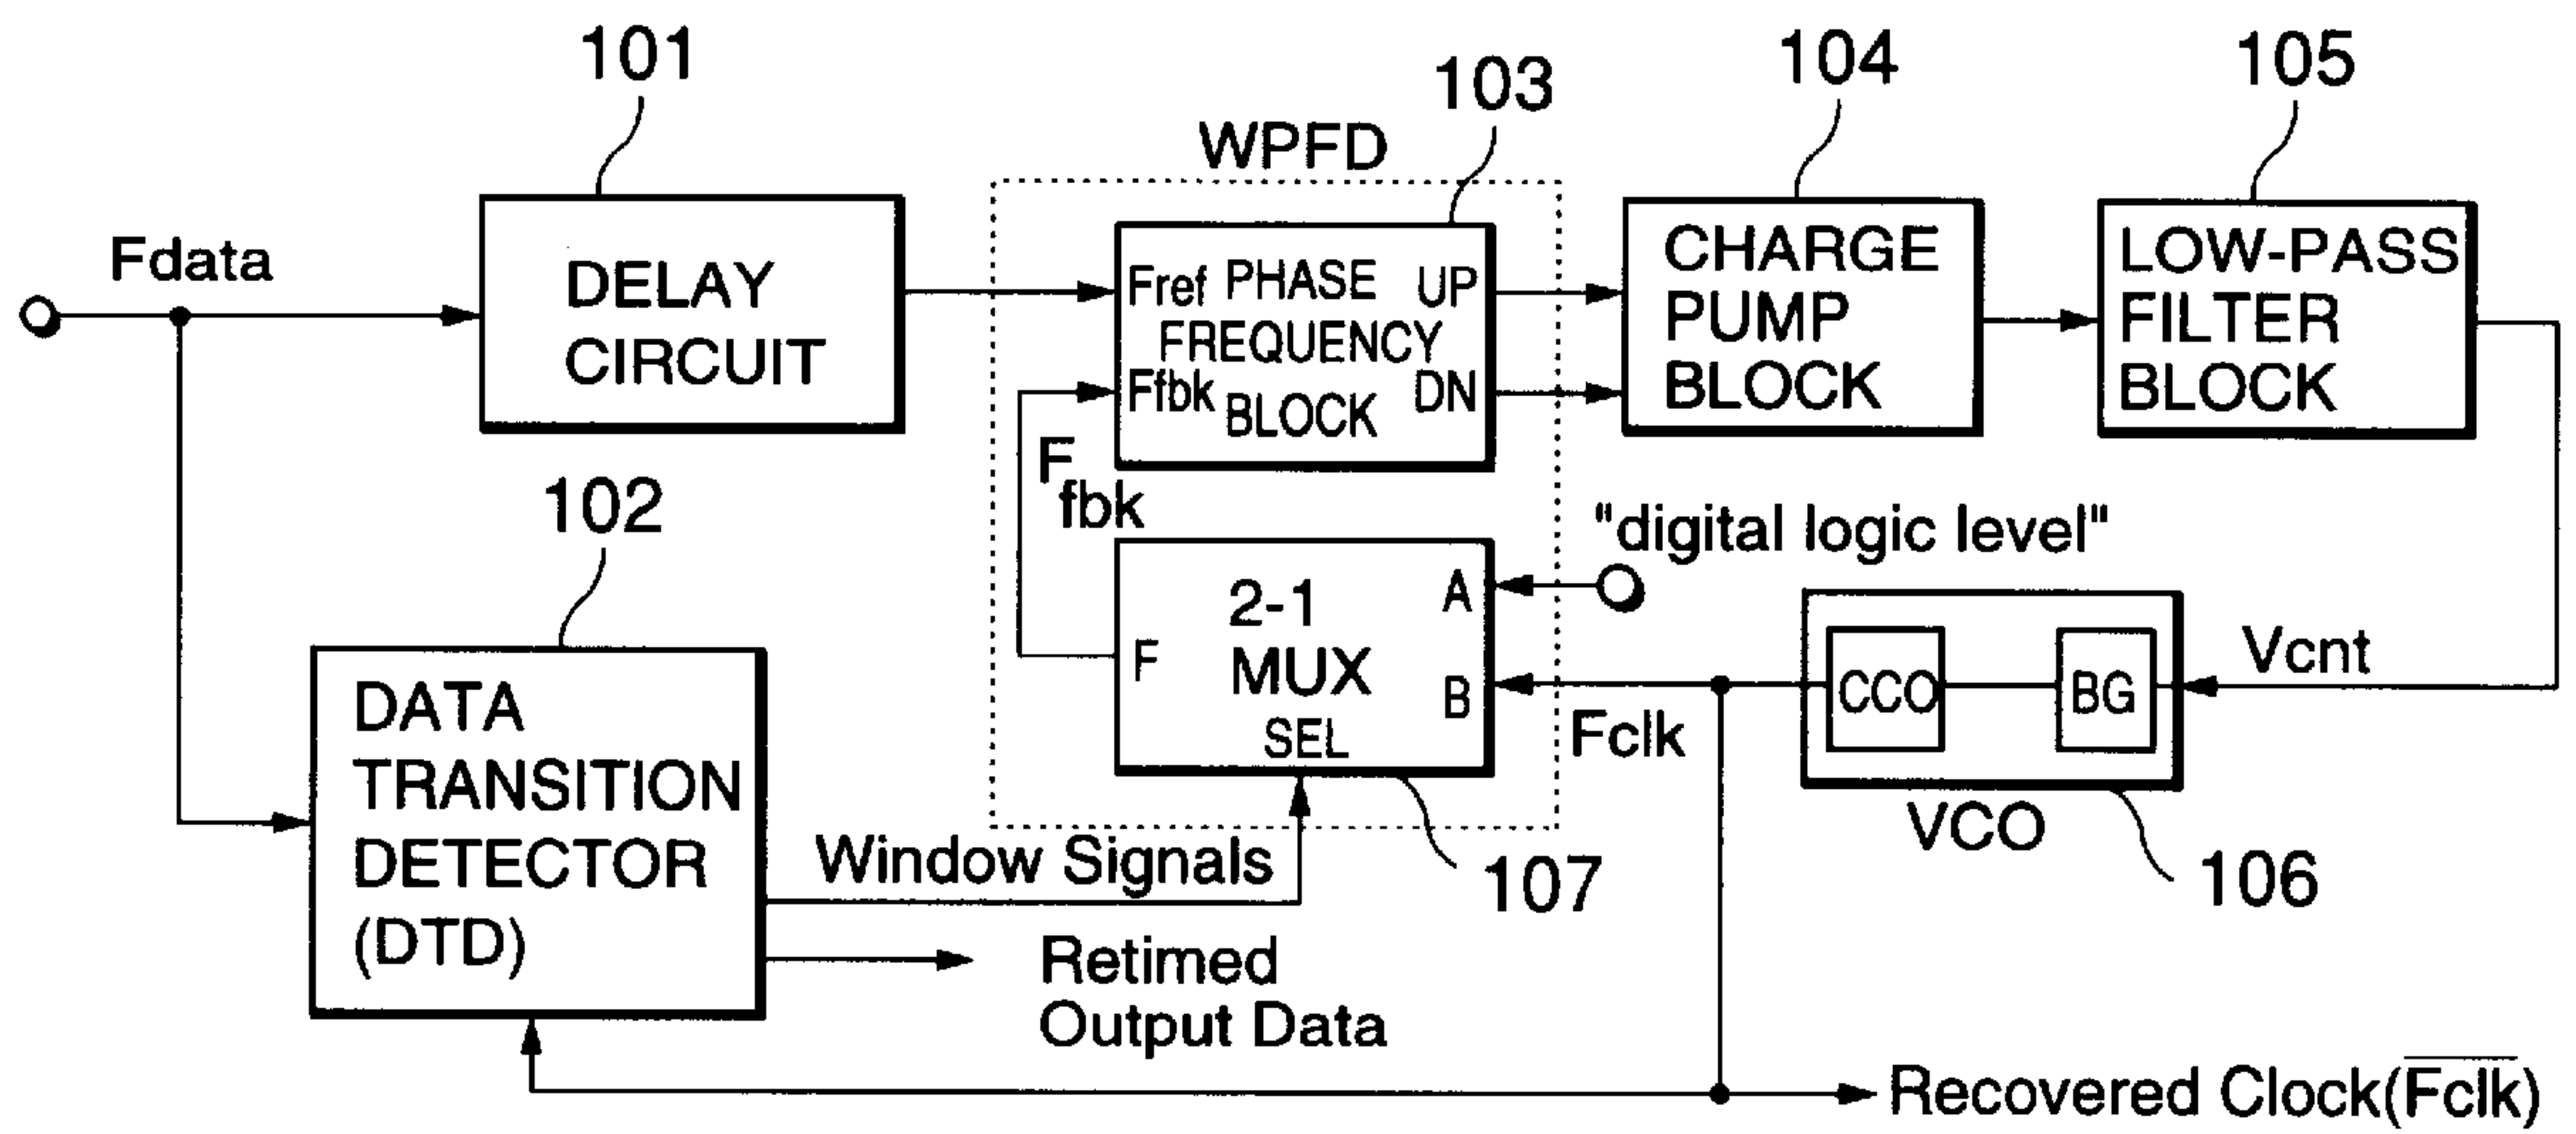 101
103
104
105
WPFD
Fdata
DELAY
CIRCUIT
Fref PHASE UP
FREQUENCY
Ffbk BLOCK DN
CHARGE
PUMP
BLOCK
LOW-PASS
FILTER
BLOCK
F
fbk
102
"digital logic level"
2-1
MUX
SEL
A
B
F
Fclk
CCO
BG
Vcnt
VCO
106
107
DATA
TRANSITION
DETECTOR
(DTD)
Window Signals
Retimed
Output Data
Recovered Clock(F̅c̅l̅k̅)